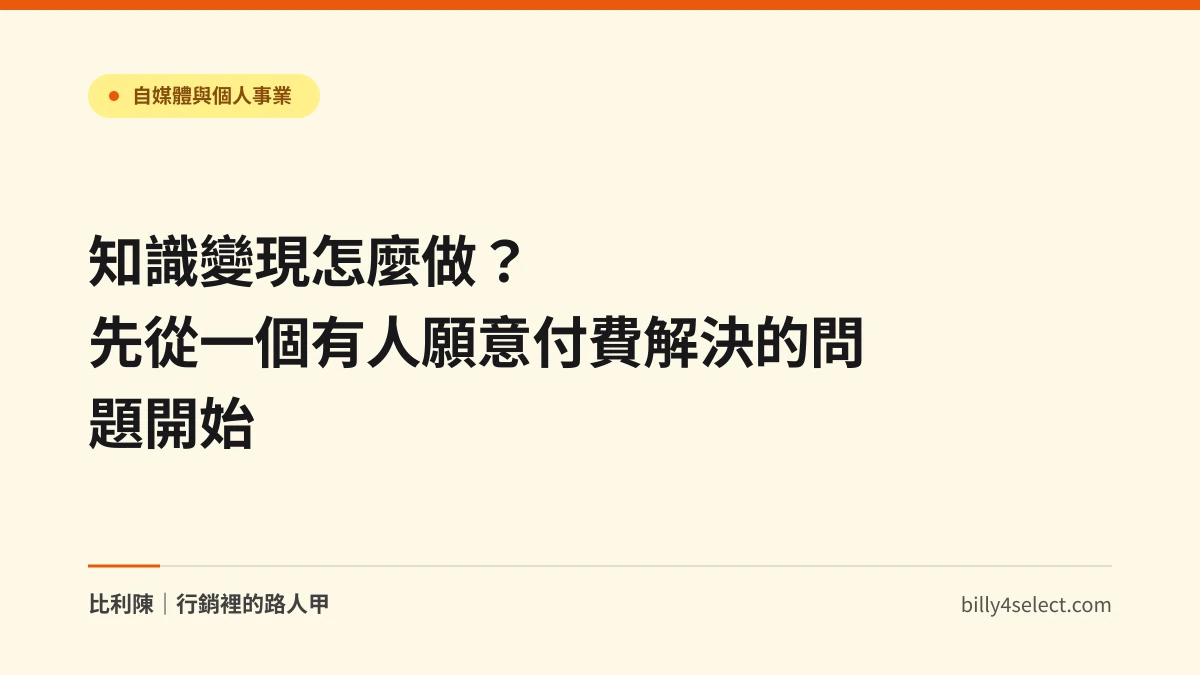 自媒體與個人事業
知識變現怎麼做？
先從一個有人願意付費解決的問
題開始
比利陳｜行銷裡的路人甲
billy4select.com